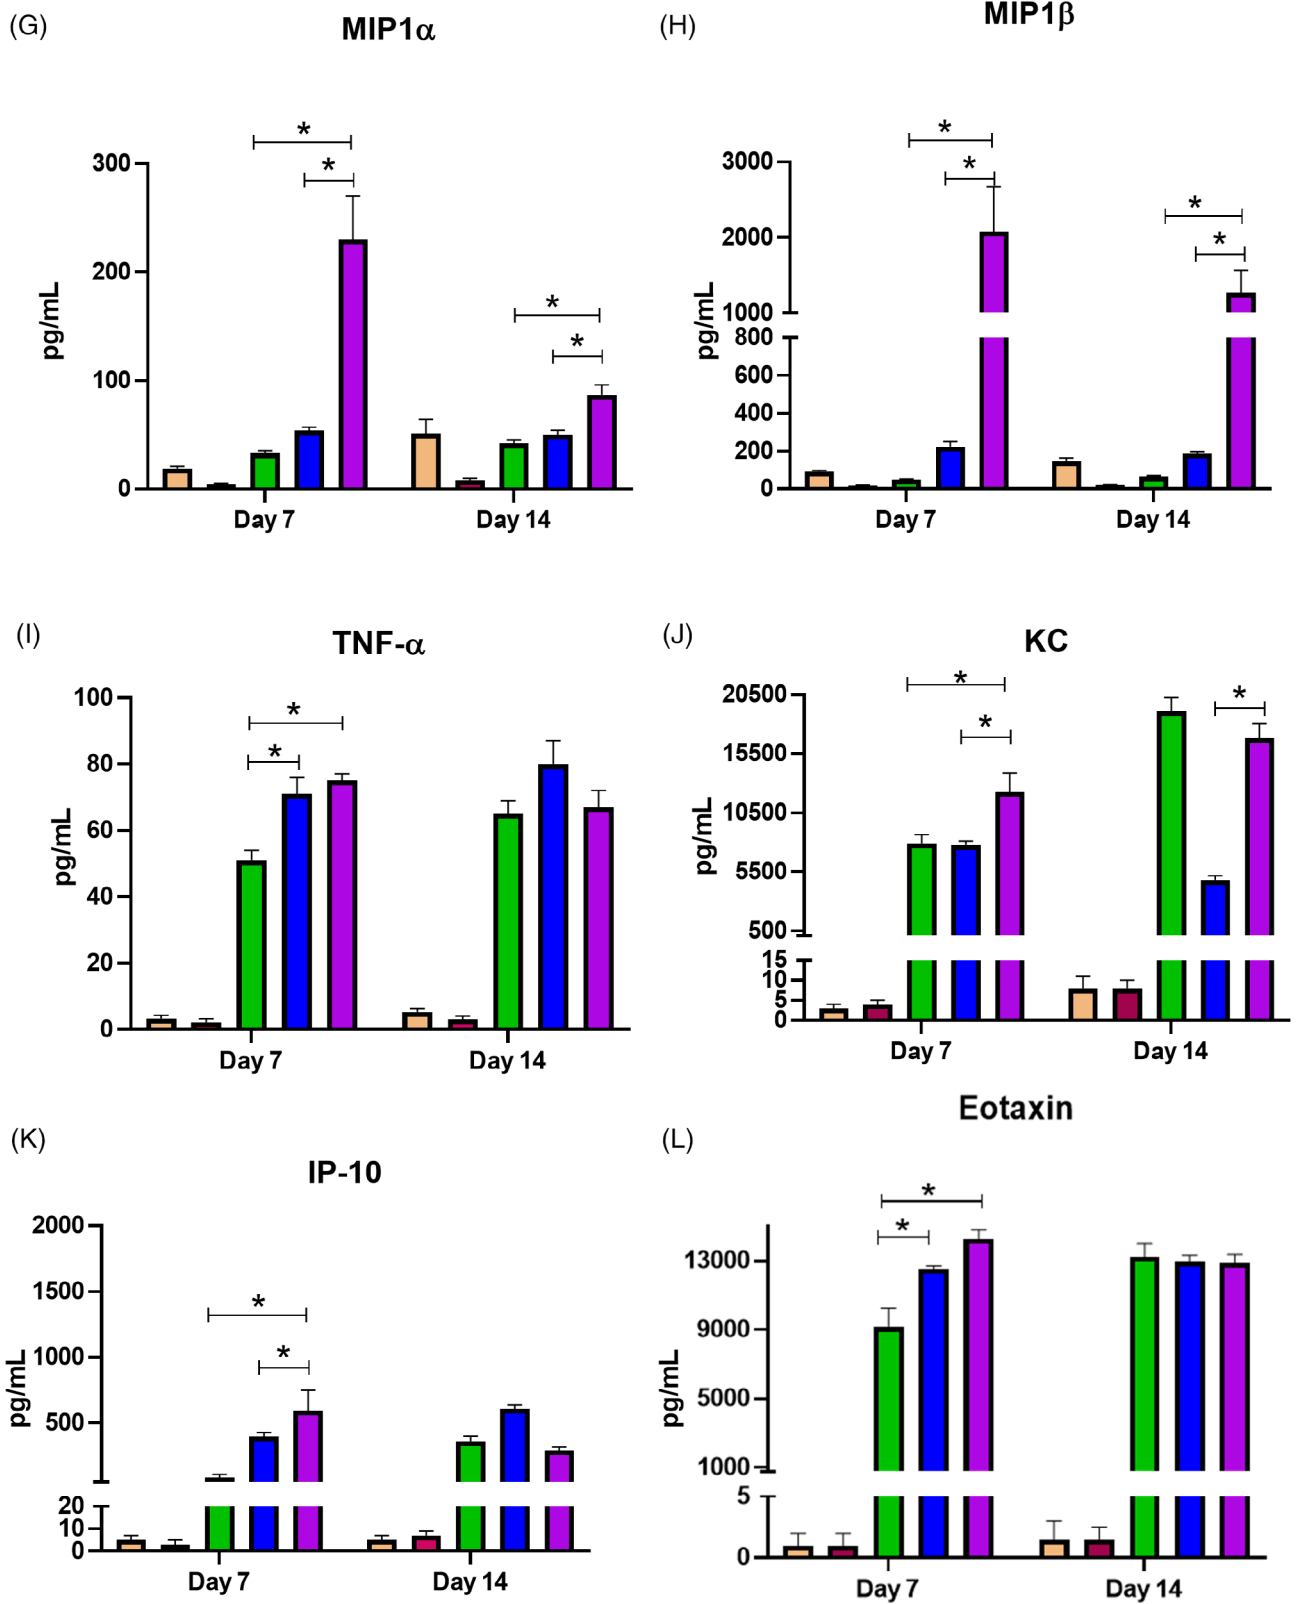 (G)
MIP1α
pg/mL
300
200
100
0
*
*
*
*
Day 7
Day 14
(H)
MIP1β
pg/mL
3000
2000
1000
800
600
400
200
0
*
*
*
*
Day 7
Day 14
(I)
TNF-α
pg/mL
100
80
60
40
20
0
*
*
Day 7
Day 14
(J)
KC
pg/mL
20500
15500
10500
5500
500
15
10
5
0
*
*
*
Day 7
Day 14
(K)
IP-10
pg/mL
2000
1500
1000
500
20
10
0
*
*
Day 7
Day 14
(L)
Eotaxin
pg/mL
13000
9000
5000
1000
5
0
*
*
Day 7
Day 14